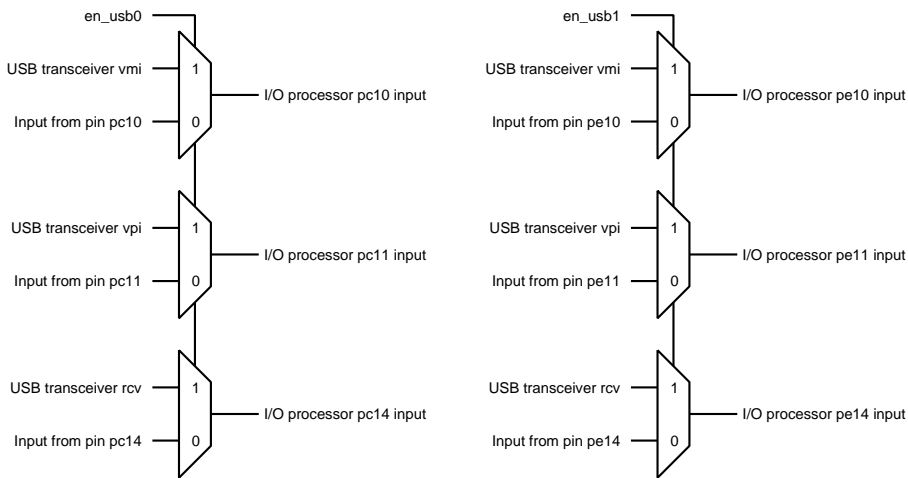 en_usb0
USB transceiver vmi
1
I/O processor pc10 input
Input from pin pc10
0
USB transceiver vpi
1
I/O processor pc11 input
Input from pin pc11
0
USB transceiver rcv
1
I/O processor pc14 input
Input from pin pc14
0
en_usb1
USB transceiver vmi
1
I/O processor pe10 input
Input from pin pe10
0
USB transceiver vpi
1
I/O processor pe11 input
Input from pin pe11
0
USB transceiver rcv
1
I/O processor pe14 input
Input from pin pe14
0